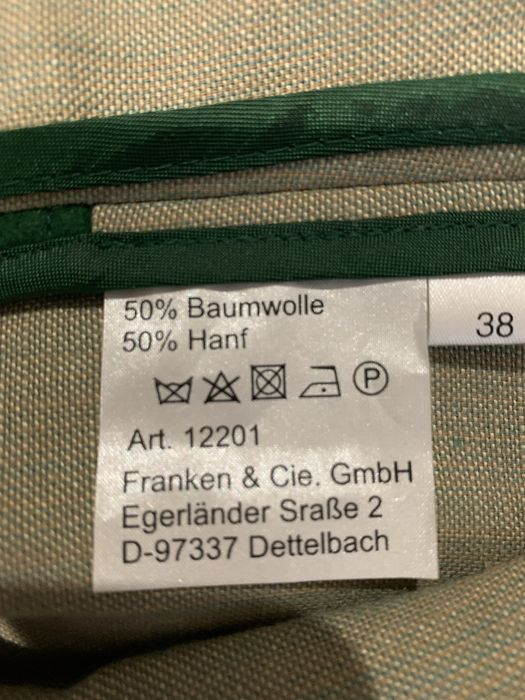 50% Baumwolle
50% Hanf
38
P
Art. 12201
Franken & Cie. GmbH
Egerländer Sraße 2
D-97337 Dettelbach